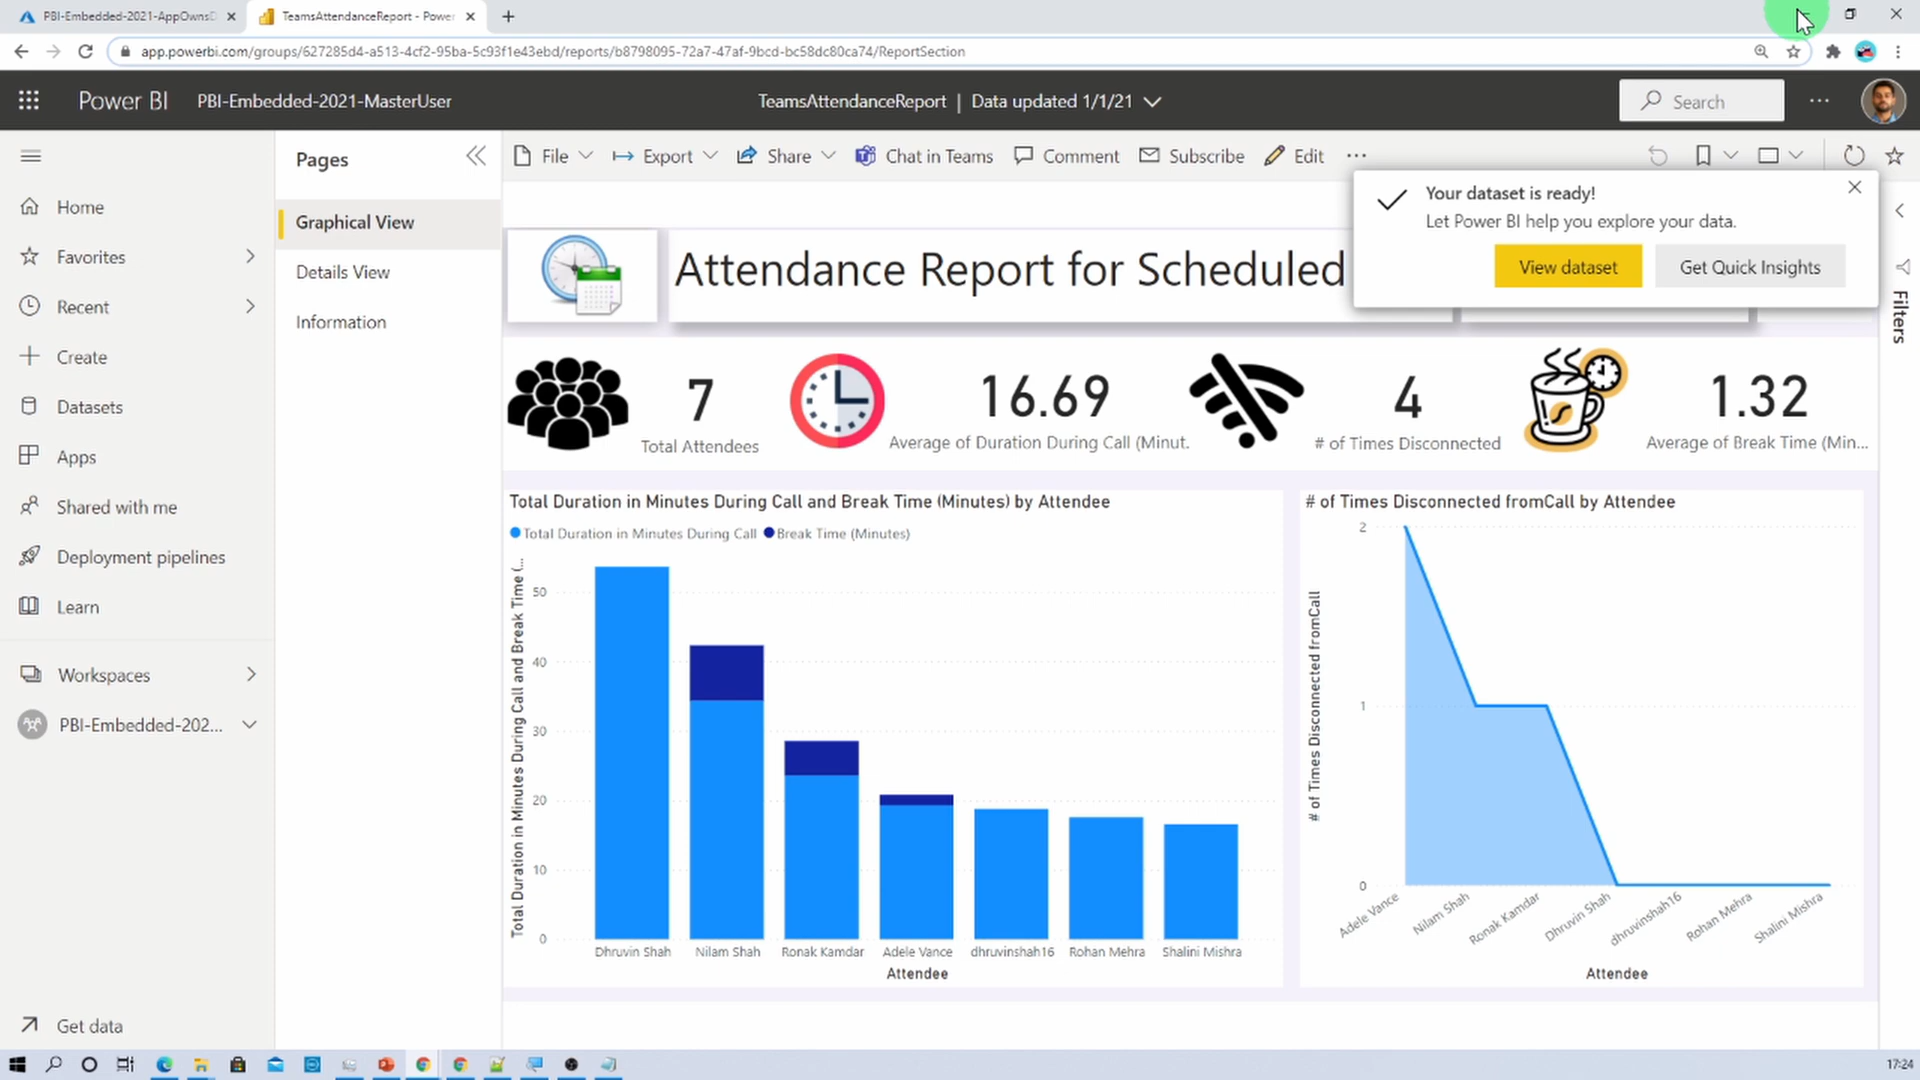 PBI-Embedded-2021-AppOwnsD
TeamsAttendanceReport - Power
app.powerbi.com/groups/627285d4-a513-4cf2-95ba-5c93f1e43ebd/reports/b8798095-72a7-47af-9bcd-bc58dc80ca74/ReportSection
Power BI PBI-Embedded-2021-MasterUser TeamsAttendanceReport | Data updated 1/1/21 Search
Home
Favorites
Recent
Create
Datasets
Apps
Shared with me
Deployment pipelines
Learn
Workspaces
PBI-Embedded-202...
Get data
Pages
Graphical View
Details View
Information
File Export Share Chat in Teams Comment Subscribe Edit ...
Your dataset is ready!
Let Power BI help you explore your data.
View dataset Get Quick Insights
Filters
Attendance Report for Scheduled
7
Total Attendees
16.69
Average of Duration During Call (Minut.
4
# of Times Disconnected
1.32
Average of Break Time (Min...
Total Duration in Minutes During Call and Break Time (Minutes) by Attendee
Total Duration in Minutes During Call Break Time (Minutes)
Total Duration in Minutes During Call and Break Time (...
50
40
30
20
10
0
Dhruvin Shah Nilam Shah Ronak Kamdar Adele Vance dhruvinshah16 Rohan Mehra Shalini Mishra
Attendee
# of Times Disconnected fromCall by Attendee
# of Times Disconnected fromCall
2
1
0
Adele Vance Nilam Shah Ronak Kamdar Dhruvin Shah dhruvinshah16 Rohan Mehra Shalini Mishra
Attendee
17:24